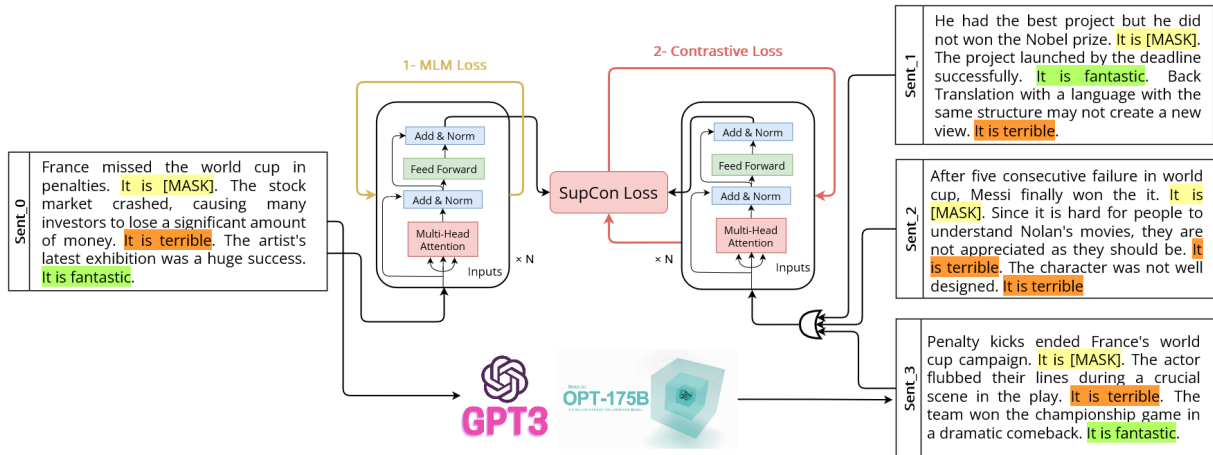 Sent_0
France missed the world cup in
penalties. It is [MASK]. The stock
market crashed, causing many
investors to lose a significant amount
of money. It is terrible. The artist's
latest exhibition was a huge success.
It is fantastic.
1- MLM Loss
Add & Norm
Feed Forward
Add & Norm
Multi-Head
Attention
Inputs
× N
SupCon Loss
2- Contrastive Loss
Add & Norm
Feed Forward
Add & Norm
Multi-Head
Attention
Inputs
× N
GPT3
OPT-175B
Sent_1
He had the best project but he did
not won the Nobel prize. It is [MASK].
The project launched by the deadline
successfully. It is fantastic. Back
Translation with a language with the
same structure may not create a new
view. It is terrible.
Sent_2
After five consecutive failure in world
cup, Messi finally won the it. It is
[MASK]. Since it is hard for people to
understand Nolan's movies, they are
not appreciated as they should be. It
is terrible. The character was not well
designed. It is terrible
Sent_3
Penalty kicks ended France's world
cup campaign. It is [MASK]. The actor
flubbed their lines during a crucial
scene in the play. It is terrible. The
team won the championship game in
a dramatic comeback. It is fantastic.